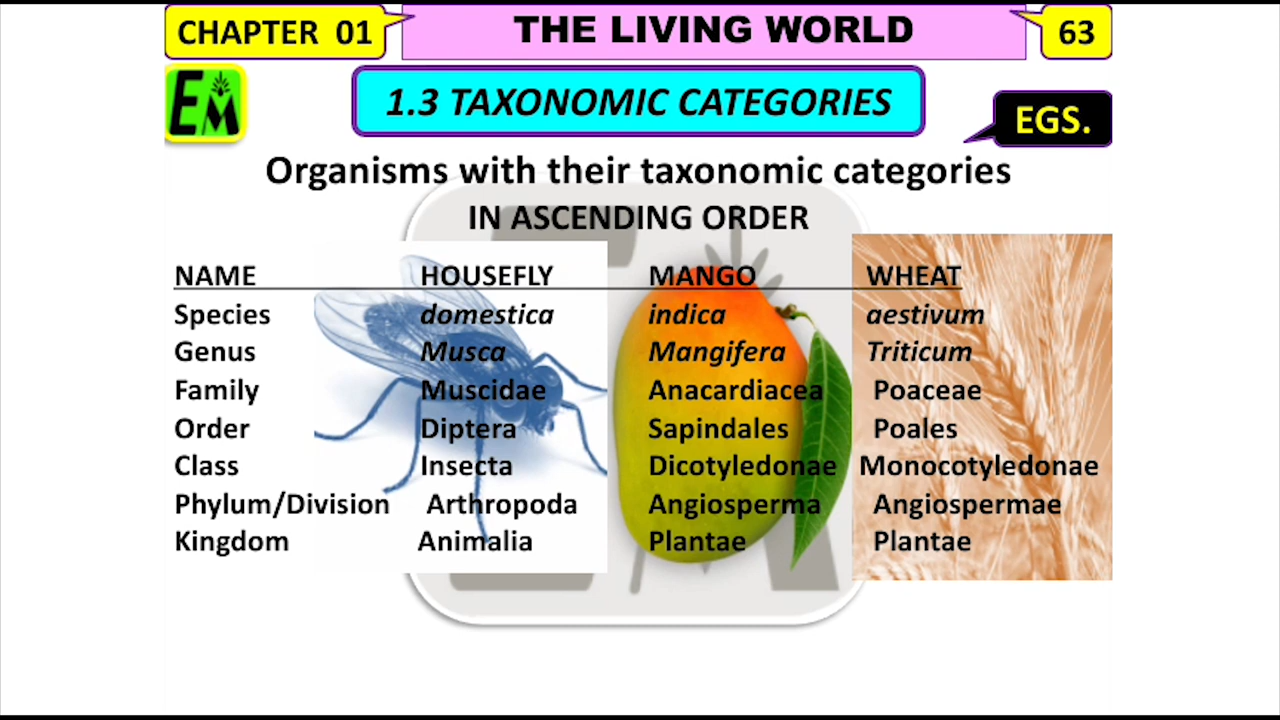 CHAPTER 01
THE LIVING WORLD
63
EM
1.3 TAXONOMIC CATEGORIES
EGS.
Organisms with their taxonomic categories
IN ASCENDING ORDER
NAME HOUSEFLY MANGO WHEAT
Species domestica indica aestivum
Genus Musca Mangifera Triticum
Family Muscidae Anacardiacea Poaceae
Order Diptera Sapindales Poales
Class Insecta Dicotyledonae Monocotyledonae
Phylum/Division Arthropoda Angiosperma Angiospermae
Kingdom Animalia Plantae Plantae